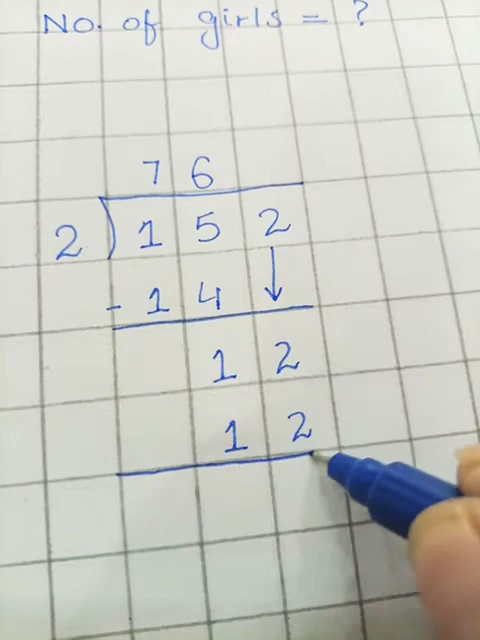 No. of girls = ?
7 6
2 ) 1 5 2
- 1 4 ↓
1 2
1 2